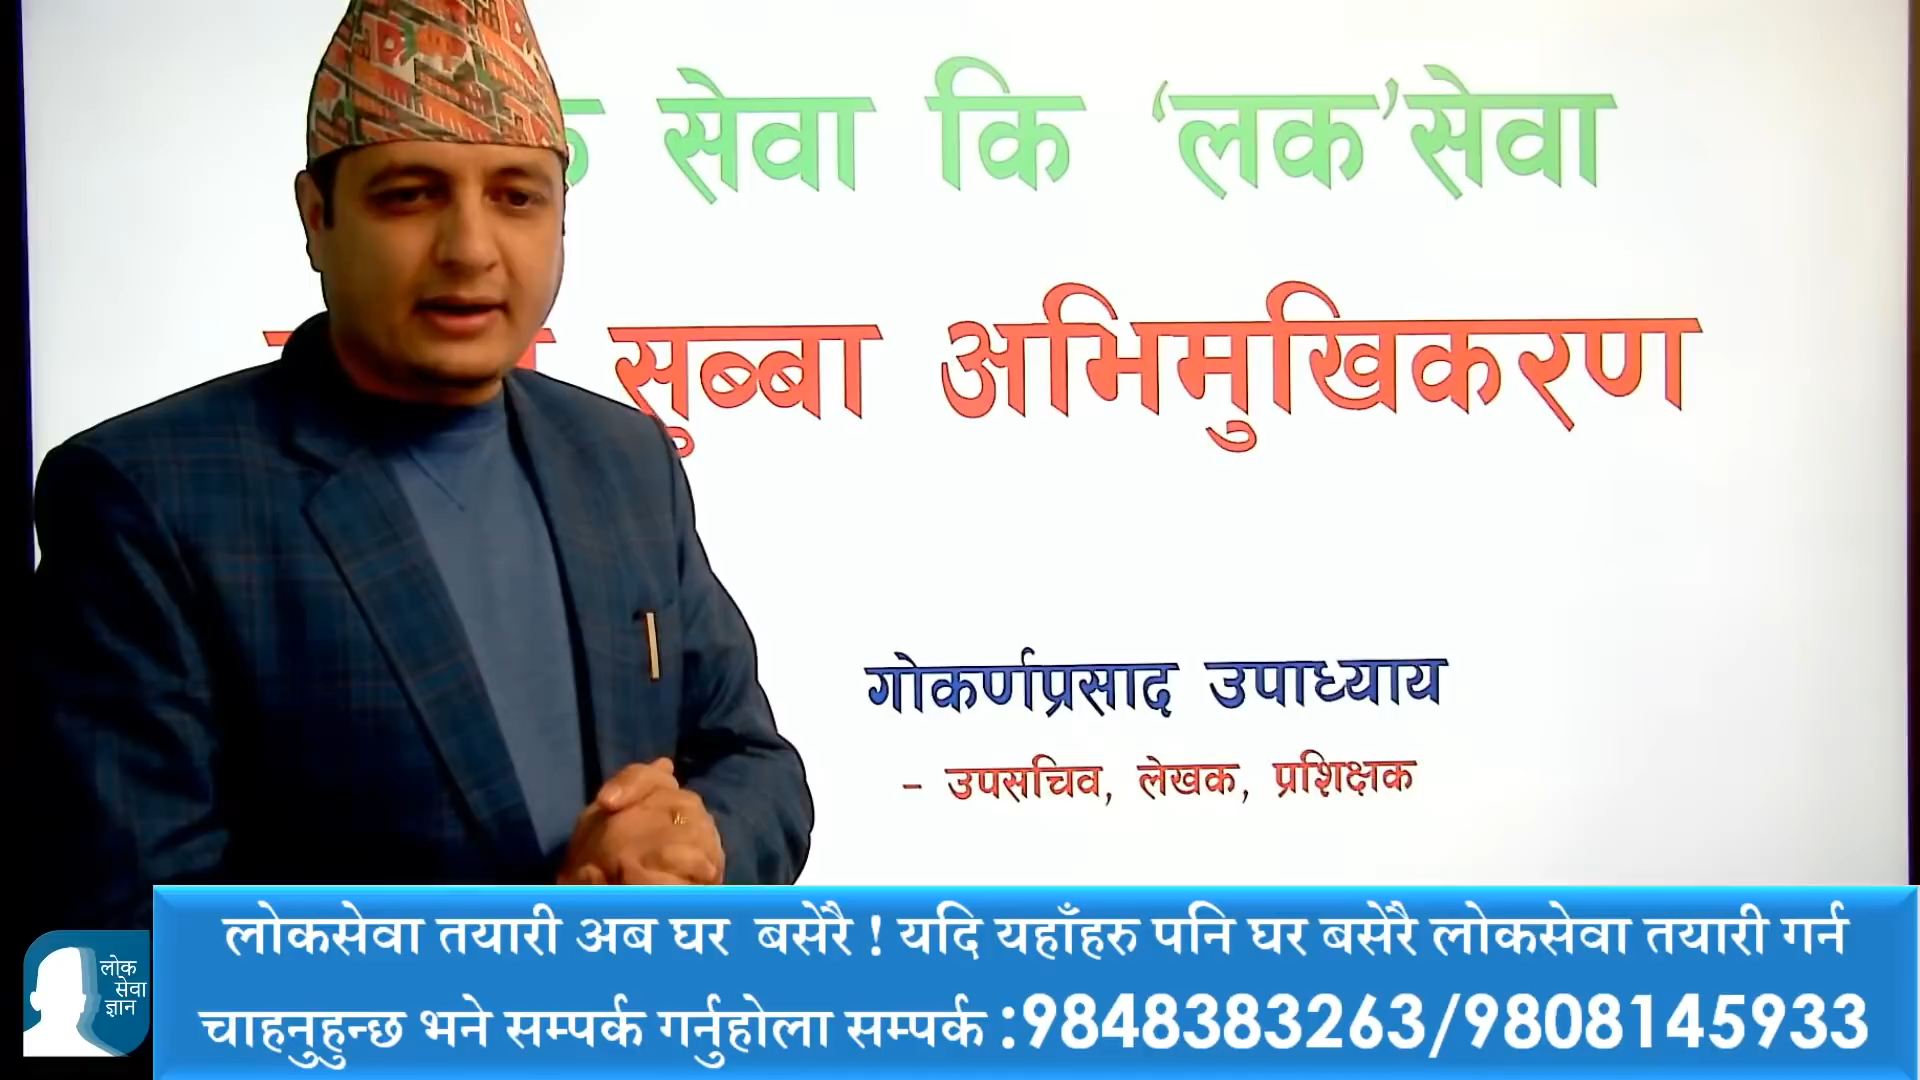 सेवा कि ‘लक’सेवा
सुब्बा अभिमुखिकरण
गोकर्णप्रसाद उपाध्याय
– उपसचिव, लेखक, प्रशिक्षक
लोकसेवा तयारी अब घर बसेरै ! यदि यहाँहरु पनि घर बसेरै लोकसेवा तयारी गर्न
चाहनुहुन्छ भने सम्पर्क गर्नुहोला सम्पर्क :9848383263/9808145933
लोक
सेवा
ज्ञान